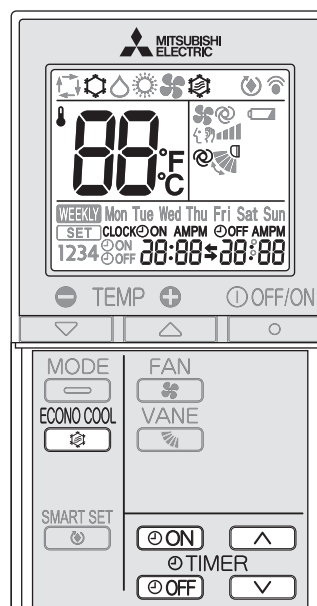 MITSUBISHI
ELECTRIC
88°F
°C
WEEKLY Mon Tue Wed Thu Fri Sat Sun
SET CLOCK ON AMPM OFF AMPM
1234 ON OFF 88:88 88:88
TEMP OFF/ON
MODE FAN
ECONO COOL VANE
SMART SET
ON
TIMER
OFF